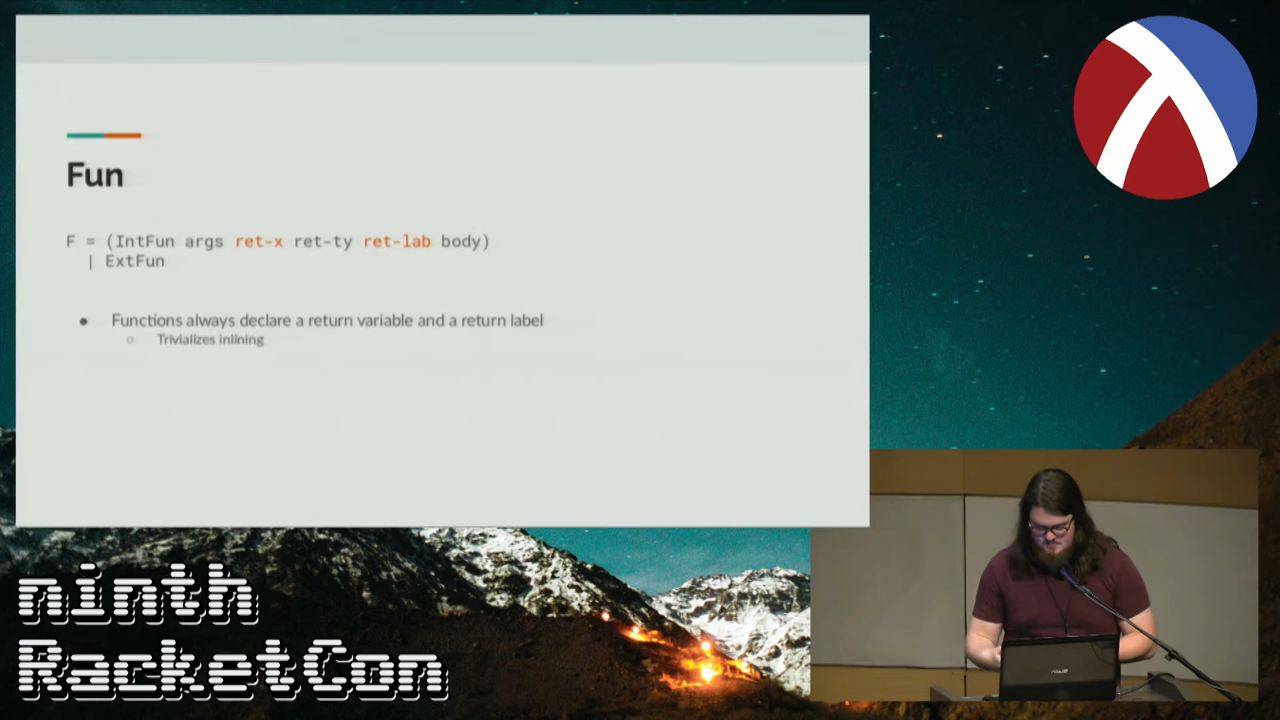 Fun
F = (IntFun args ret-x ret-ty ret-lab body)
| ExtFun
● Functions always declare a return variable and a return label
○ Trivializes inlining
ninth
RacketCon
ASUS